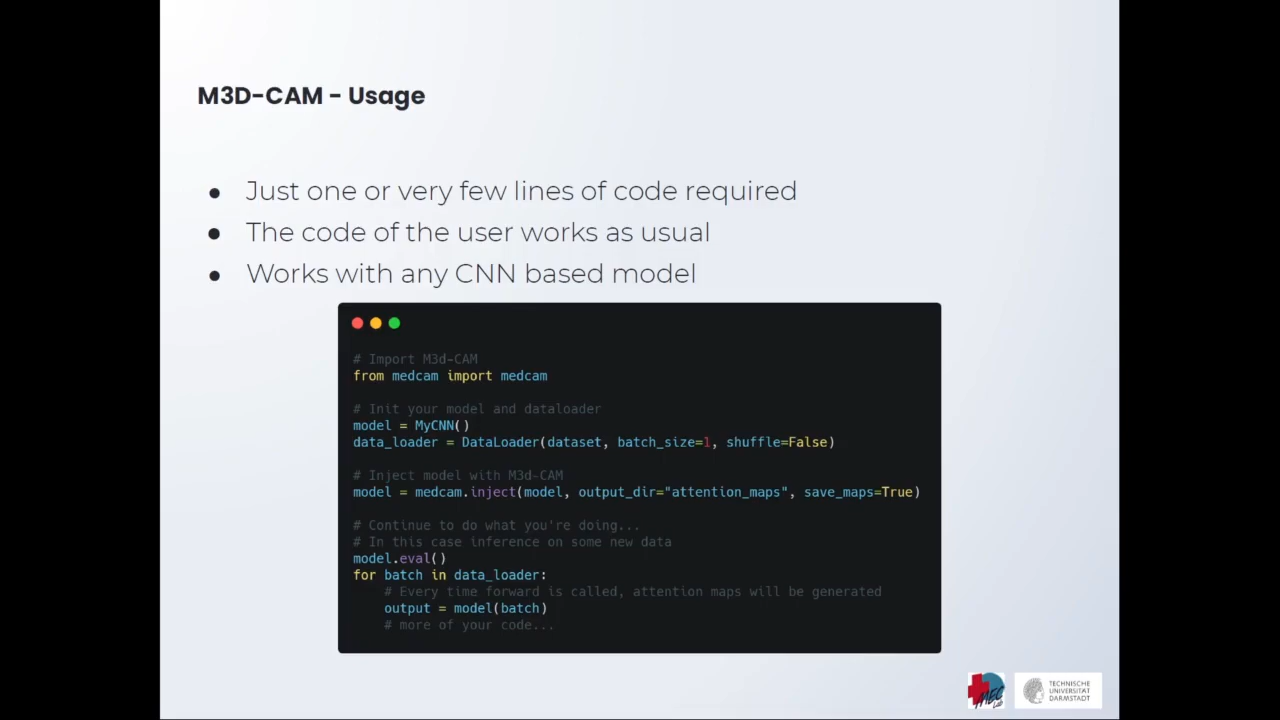 M3D-CAM - Usage
● Just one or very few lines of code required
● The code of the user works as usual
● Works with any CNN based model
# Import M3d-CAM
from medcam import medcam
# Init your model and dataloader
model = MyCNN()
data_loader = DataLoader(dataset, batch_size=1, shuffle=False)
# Inject model with M3d-CAM
model = medcam.inject(model, output_dir="attention_maps", save_maps=True)
# Continue to do what you're doing...
# In this case inference on some new data
model.eval()
for batch in data_loader:
# Every time forward is called, attention maps will be generated
output = model(batch)
# more of your code...
MEC
Lab
TECHNISCHE
UNIVERSITÄT
DARMSTADT